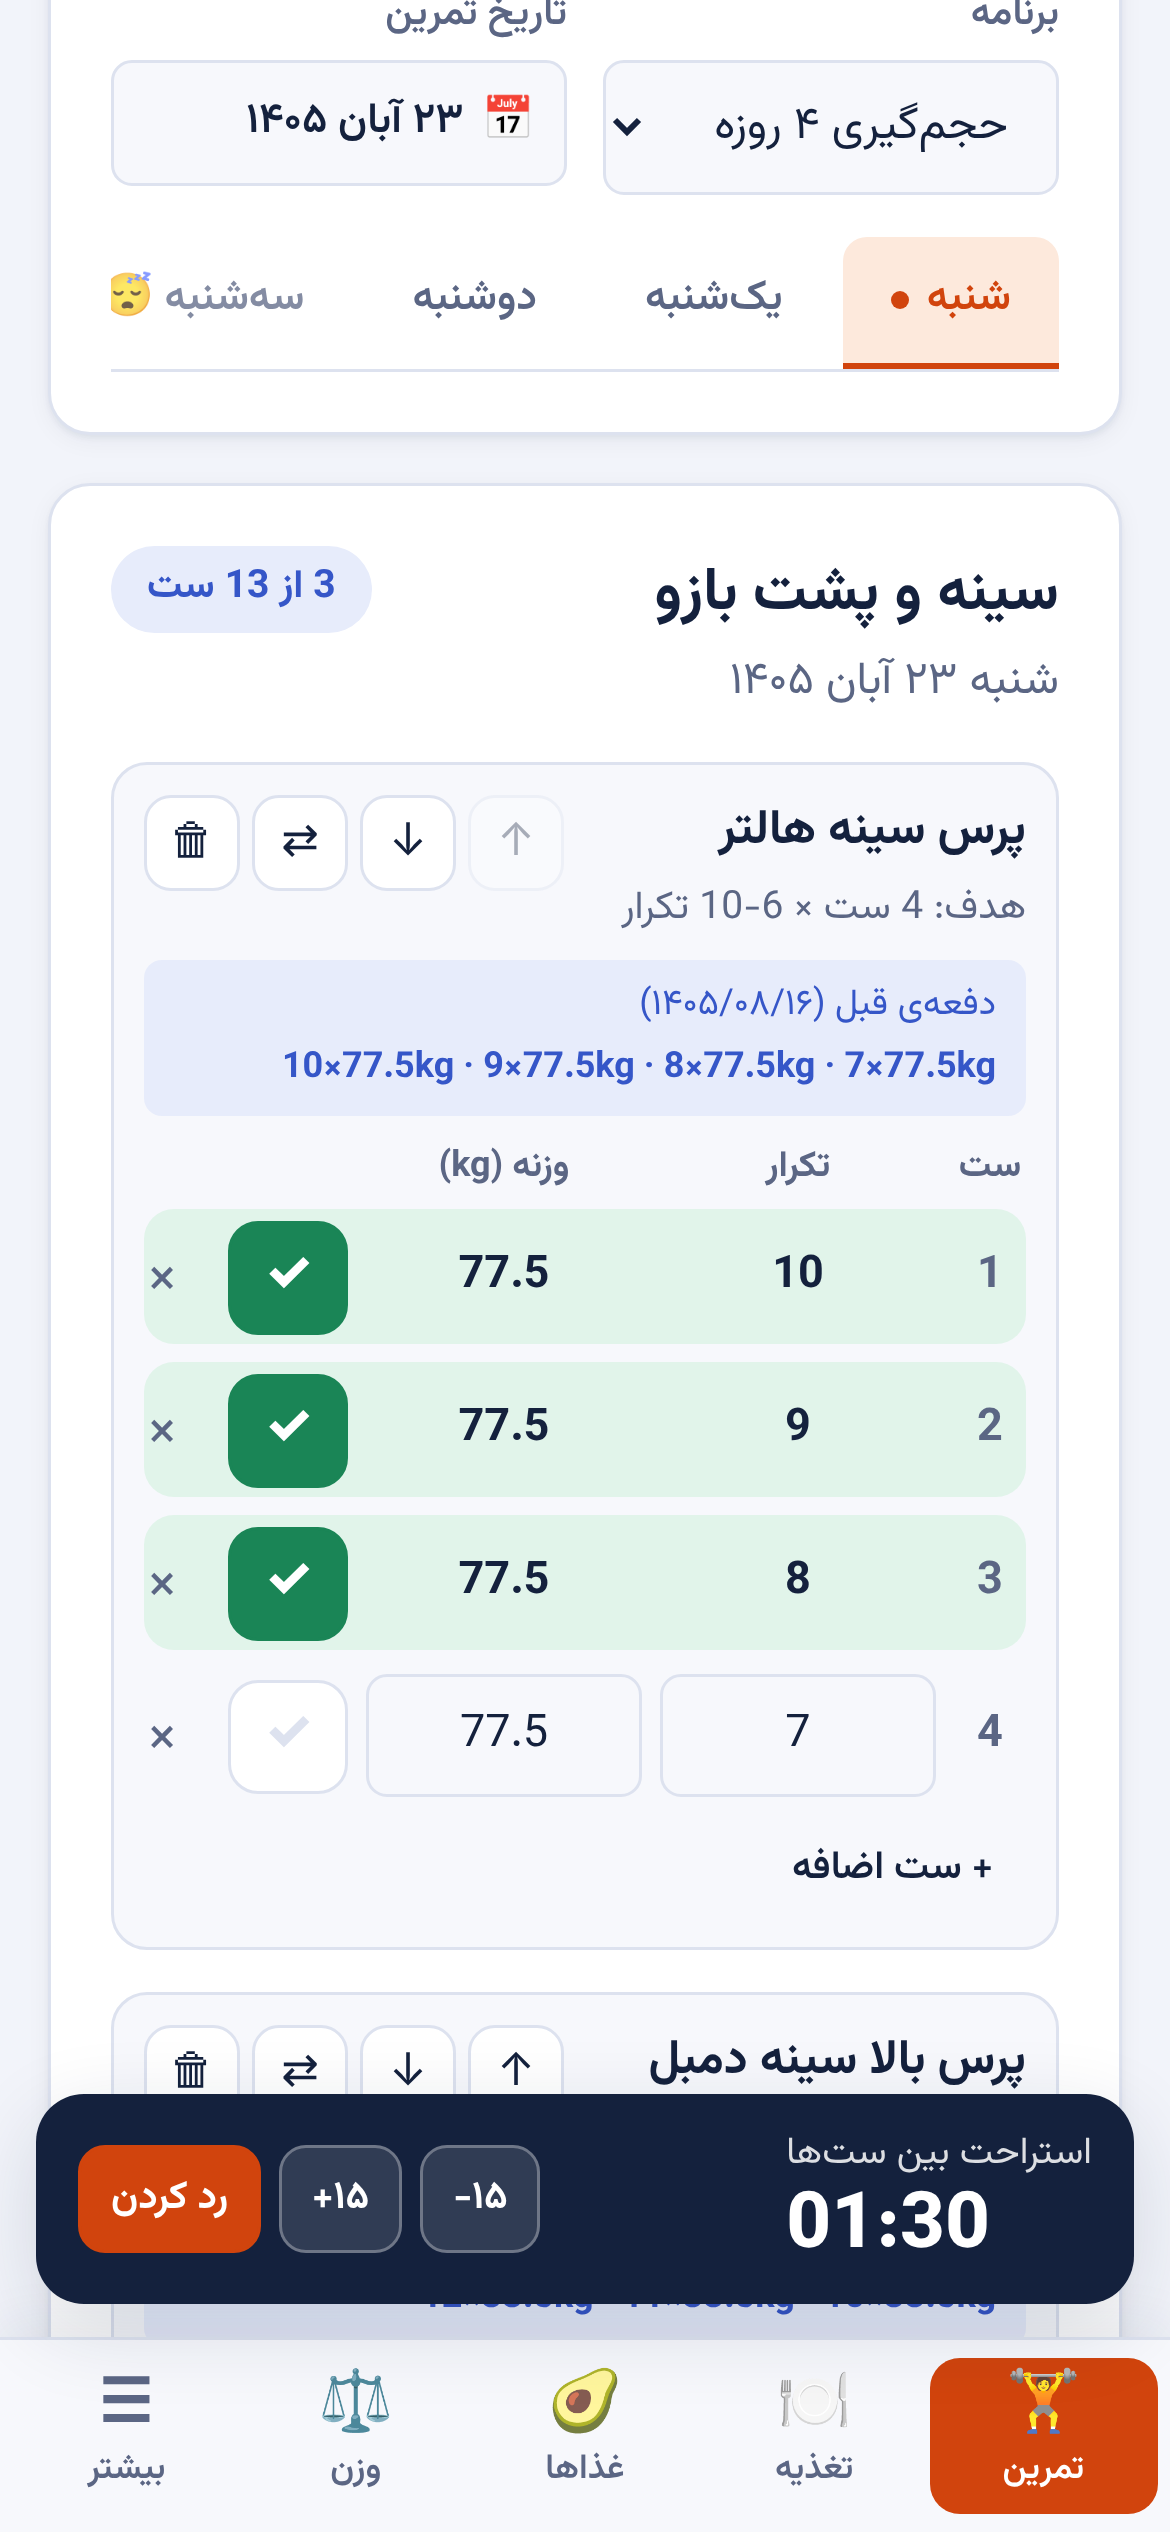 برنامه
تاریخ تمرین
حجم‌گیری ۴ روزه
۲۳ آبان ۱۴۰۵
شنبه
یک‌شنبه
دوشنبه
سه‌شنبه
سینه و پشت بازو
3 از 13 ست
شنبه ۲۳ آبان ۱۴۰۵
پرس سینه هالتر
هدف: 4 ست × 6-10 تکرار
دفعه‌ی قبل (۱۴۰۵/۰۸/۱۶)
10×77.5kg · 9×77.5kg · 8×77.5kg · 7×77.5kg
ست تکرار وزنه (kg)
1 10 77.5
2 9 77.5
3 8 77.5
4 7 77.5
+ ست اضافه
پرس بالا سینه دمبل
استراحت بین ست‌ها
01:30
−۱۵
+۱۵
رد کردن
تمرین
تغذیه
غذاها
وزن
بیشتر